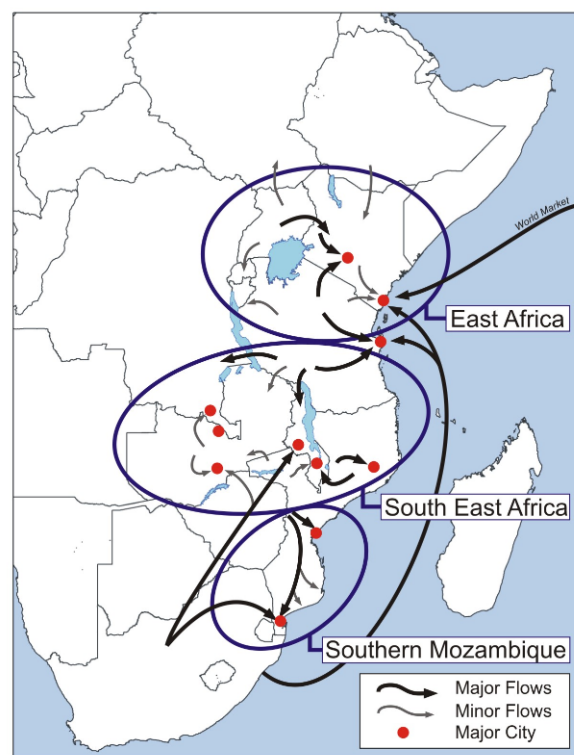 World Market
East Africa
South East Africa
Southern Mozambique
Major Flows
Minor Flows
Major City